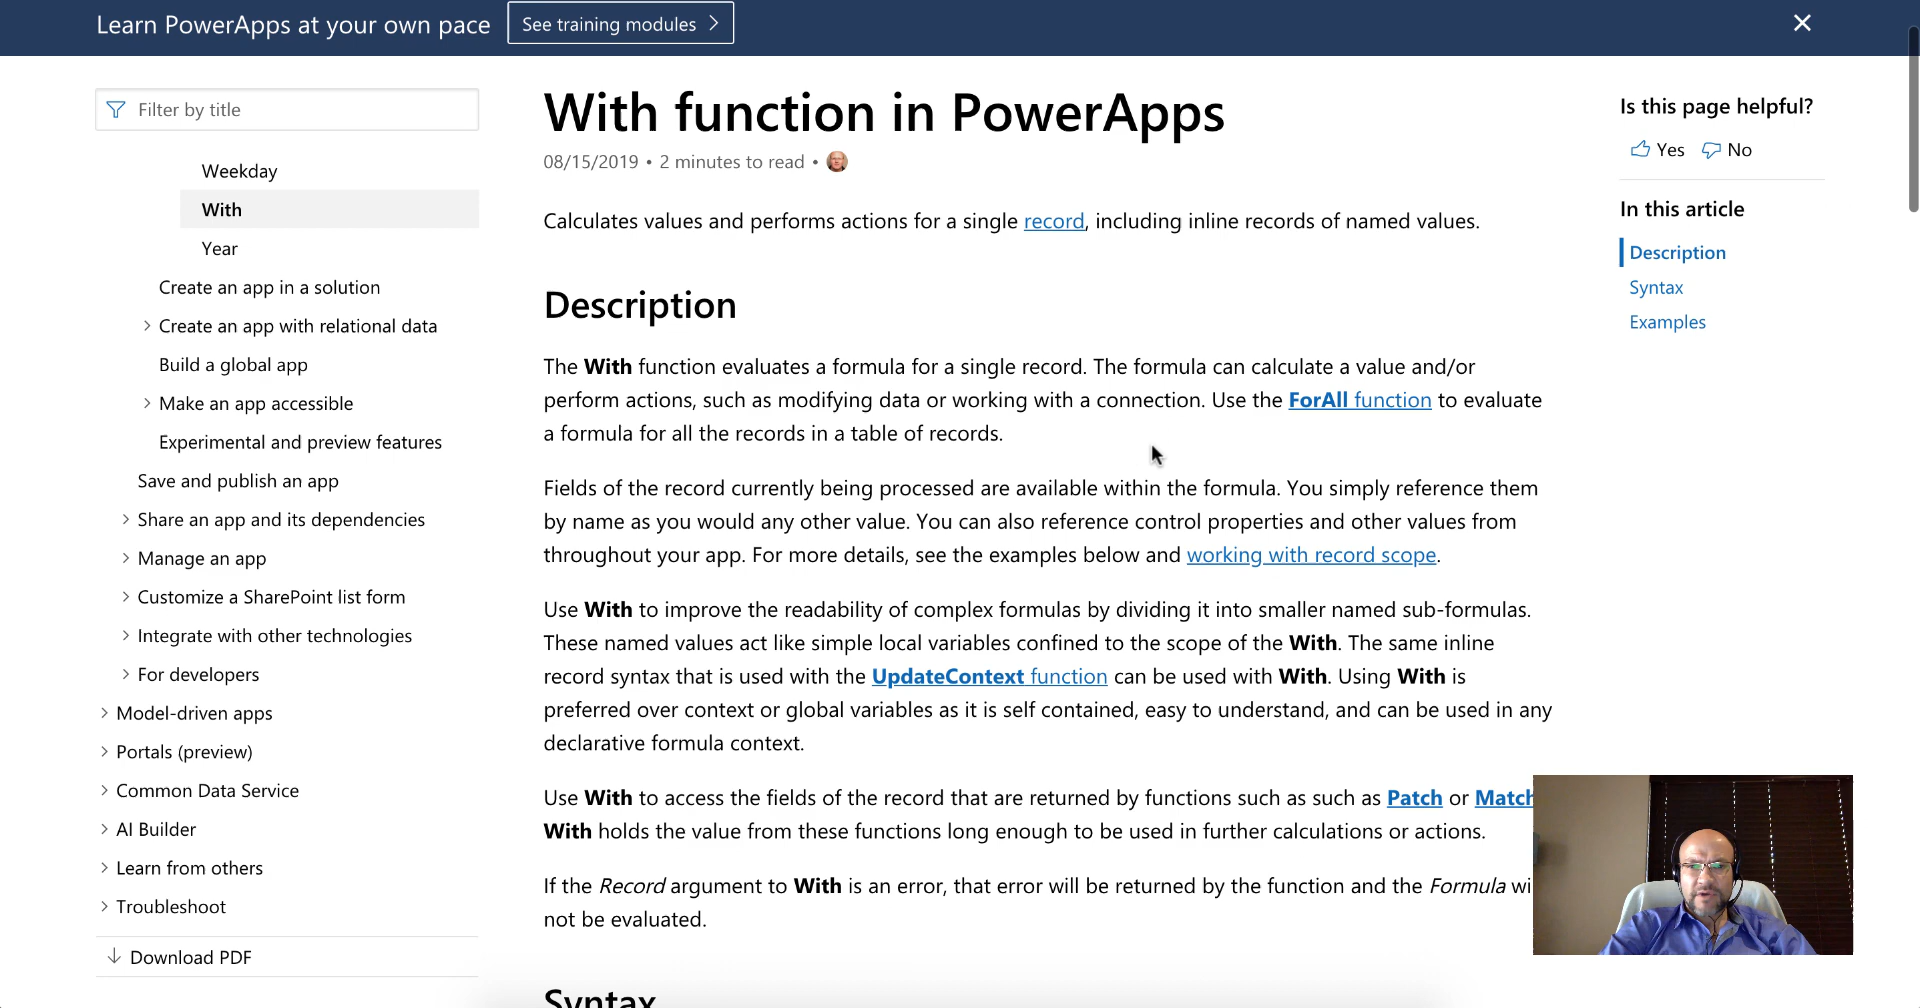 Learn PowerApps at your own pace
See training modules
Filter by title
Weekday
With
Year
Create an app in a solution
Create an app with relational data
Build a global app
Make an app accessible
Experimental and preview features
Save and publish an app
Share an app and its dependencies
Manage an app
Customize a SharePoint list form
Integrate with other technologies
For developers
Model-driven apps
Portals (preview)
Common Data Service
AI Builder
Learn from others
Troubleshoot
Download PDF
With function in PowerApps
08/15/2019 • 2 minutes to read •
Calculates values and performs actions for a single record, including inline records of named values.
Description
The With function evaluates a formula for a single record. The formula can calculate a value and/or
perform actions, such as modifying data or working with a connection. Use the ForAll function to evaluate
a formula for all the records in a table of records.
Fields of the record currently being processed are available within the formula. You simply reference them
by name as you would any other value. You can also reference control properties and other values from
throughout your app. For more details, see the examples below and working with record scope.
Use With to improve the readability of complex formulas by dividing it into smaller named sub-formulas.
These named values act like simple local variables confined to the scope of the With. The same inline
record syntax that is used with the UpdateContext function can be used with With. Using With is
preferred over context or global variables as it is self contained, easy to understand, and can be used in any
declarative formula context.
Use With to access the fields of the record that are returned by functions such as such as Patch or Match
With holds the value from these functions long enough to be used in further calculations or actions.
If the Record argument to With is an error, that error will be returned by the function and the Formula wi
not be evaluated.
Syntax
Is this page helpful?
Yes No
In this article
Description
Syntax
Examples